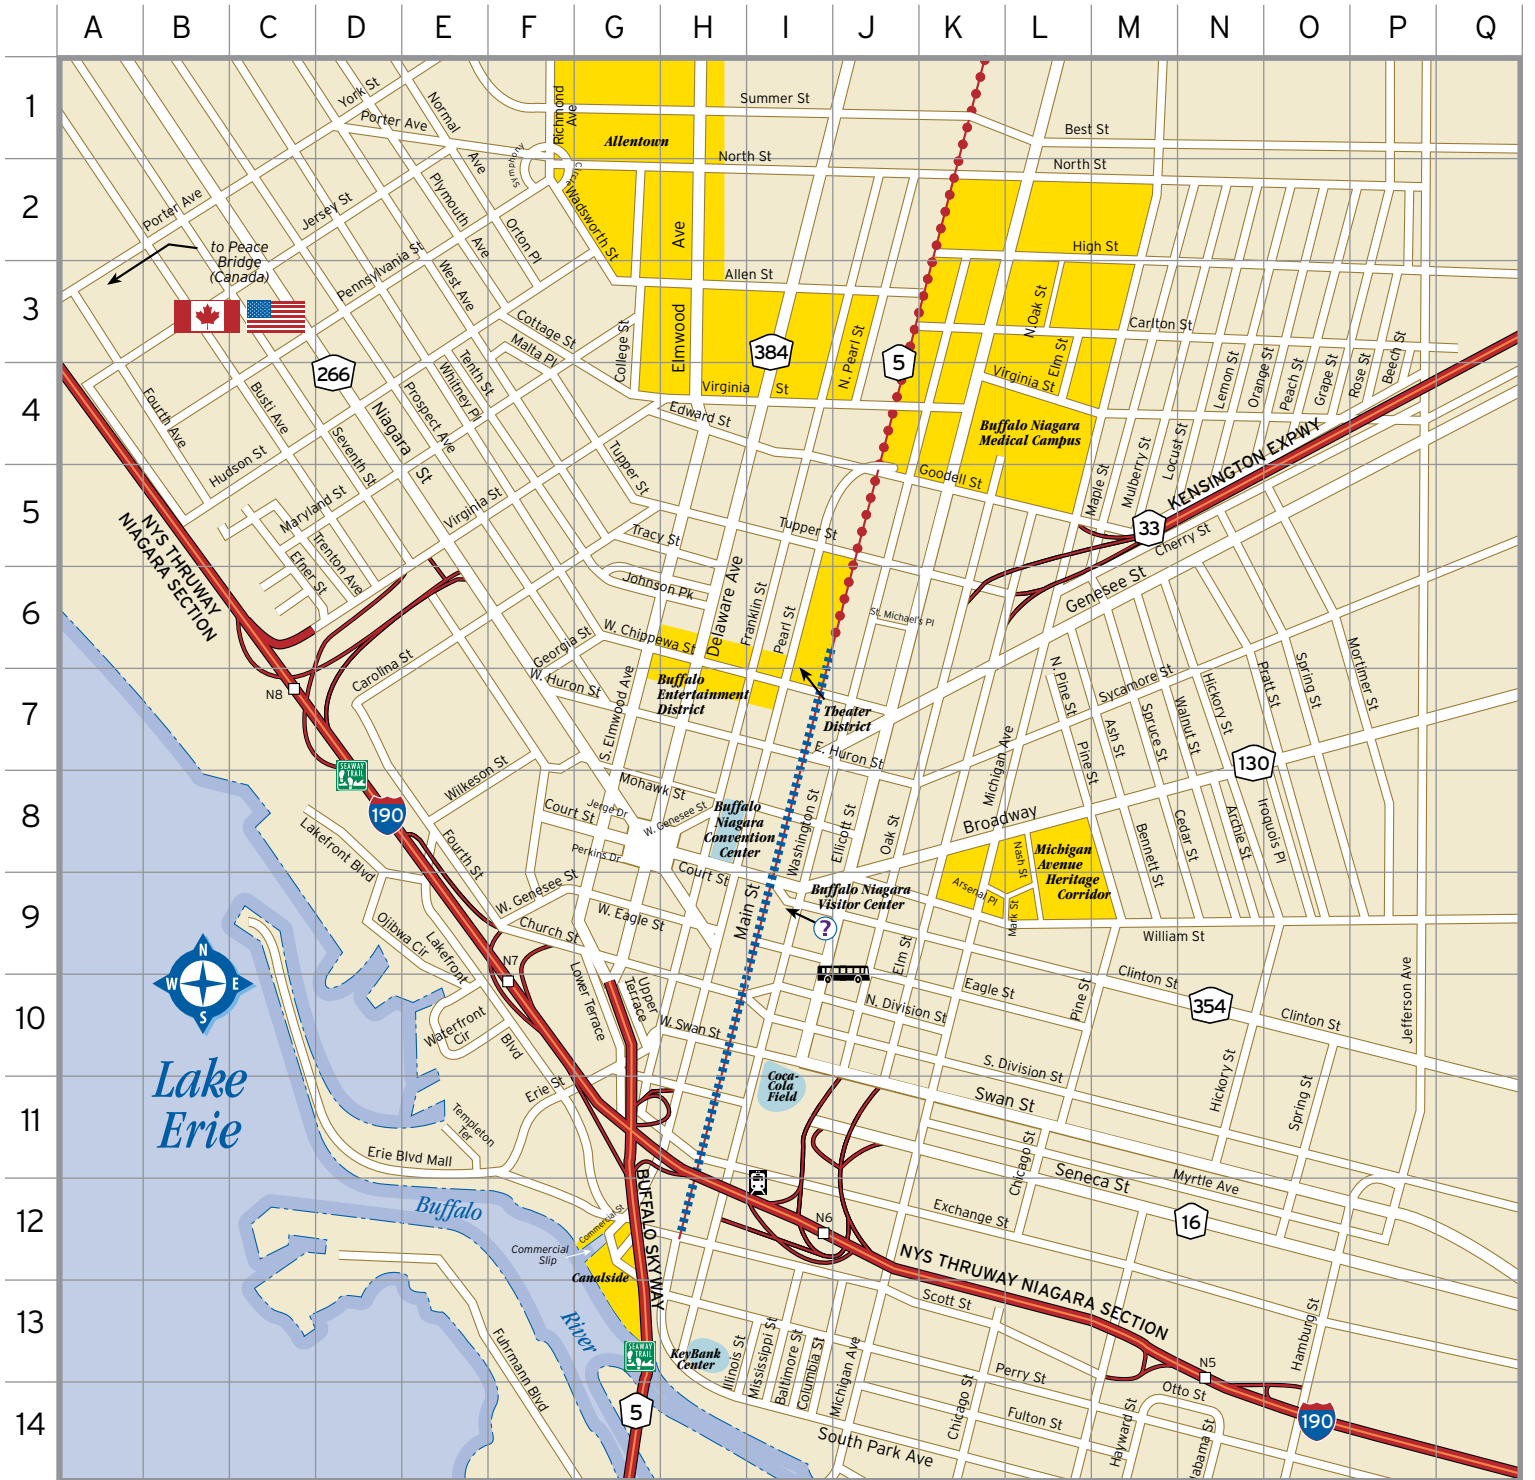 A B C D E F G H I J K L M N O P Q
1
2
3
4
5
6
7
8
9
10
11
12
13
14
York St
Porter Ave
Normal
Ave
Richmond
Ave
Allentown
Summer St
Best St
North St
North St
Symphony
Circle
Porter Ave
Jersey St
Plymouth
Ave
Orton Pl
Wadsworth St
Ave
High St
to Peace
Bridge
(Canada)
Pennsylvania St
West Ave
Allen St
Cottage St
Malta Pl
College St
Elmwood
384
N. Pearl St
5
N.Oak St
Elm St
Carlton St
266
Virginia St
Virginia St
Edward St
Fourth Ave
Busti Ave
Niagara
St
Prospect Ave
Whitney Pl
Tenth St
Seventh St
Hudson St
Maryland St
Virginia St
Trenton Ave
Efner St
Tupper St
Tracy St
Johnson Pk
Tupper St
Goodell St
Buffalo Niagara
Medical Campus
Lemon St
Orange St
Peach St
Grape St
Rose St
Beech St
Maple St
Mulberry St
Locust St
KENSINGTON EXPWY
33
Cherry St
Genesee St
NYS THRUWAY
NIAGARA SECTION
Delaware Ave
Franklin St
Pearl St
St. Michael's Pl
W. Chippewa St
Georgia St
W. Huron St
Carolina St
N8
Buffalo
Entertainment
District
Theater
District
S. Elmwood Ave
E. Huron St
N. Pine St
Sycamore St
Ash St
Spruce St
Walnut St
Hickory St
Pratt St
Spring St
Mortimer St
Michigan Ave
Pine St
130
SEAWAY
TRAIL
190
Wilkeson St
Mohawk St
Court St
Jerge Dr
W. Genesee St
Perkins Dr
Court St
Buffalo
Niagara
Convention
Center
Washington St
Ellicott St
Oak St
Broadway
Nash St
Michigan
Avenue
Heritage
Corridor
Arsenal Pl
Mark St
Bennett St
Cedar St
Archie St
Iroquois Pl
Lakefront Blvd
Fourth St
W. Genesee St
Church St
W. Eagle St
Main St
Buffalo Niagara
Visitor Center
?
Elm St
William St
Ojibwa Cir
Lakefront
Blvd
N7
Lower Terrace
Upper
Terrace
N
W E
S
Lake
Erie
Waterfront
Cir
W. Swan St
N. Division St
Eagle St
Pine St
Clinton St
354
Clinton St
Jefferson Ave
Erie St
Coca-
Cola
Field
S. Division St
Swan St
Hickory St
Spring St
Templeton
Ter
Erie Blvd Mall
Chicago St
Seneca St
Myrtle Ave
Exchange St
16
Buffalo
River
Commercial St
Commercial
Slip
Canalside
BUFFALO SKYWAY
N6
NYS THRUWAY NIAGARA SECTION
Scott St
Fuhrmann Blvd
SEAWAY
TRAIL
KeyBank
Center
Illinois St
Mississippi St
Baltimore St
Columbia St
Michigan Ave
Perry St
Hamburg St
N5
Otto St
5
South Park Ave
Chicago St
Fulton St
Hayward St
labama St
190